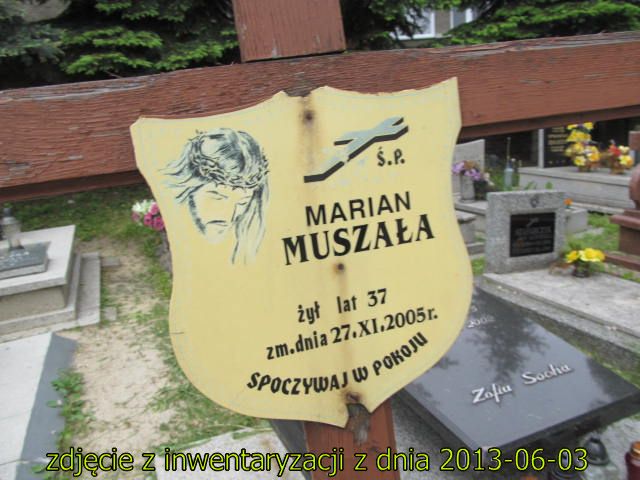 Ś.P.
MARIAN
MUSZAŁA
żył lat 37
zm.dnia 27.XI.2005r.
SPOCZYWAJ W POKOJU
Zofia Socha
zdjęcie z inwentaryzacji z dnia 2013-06-03